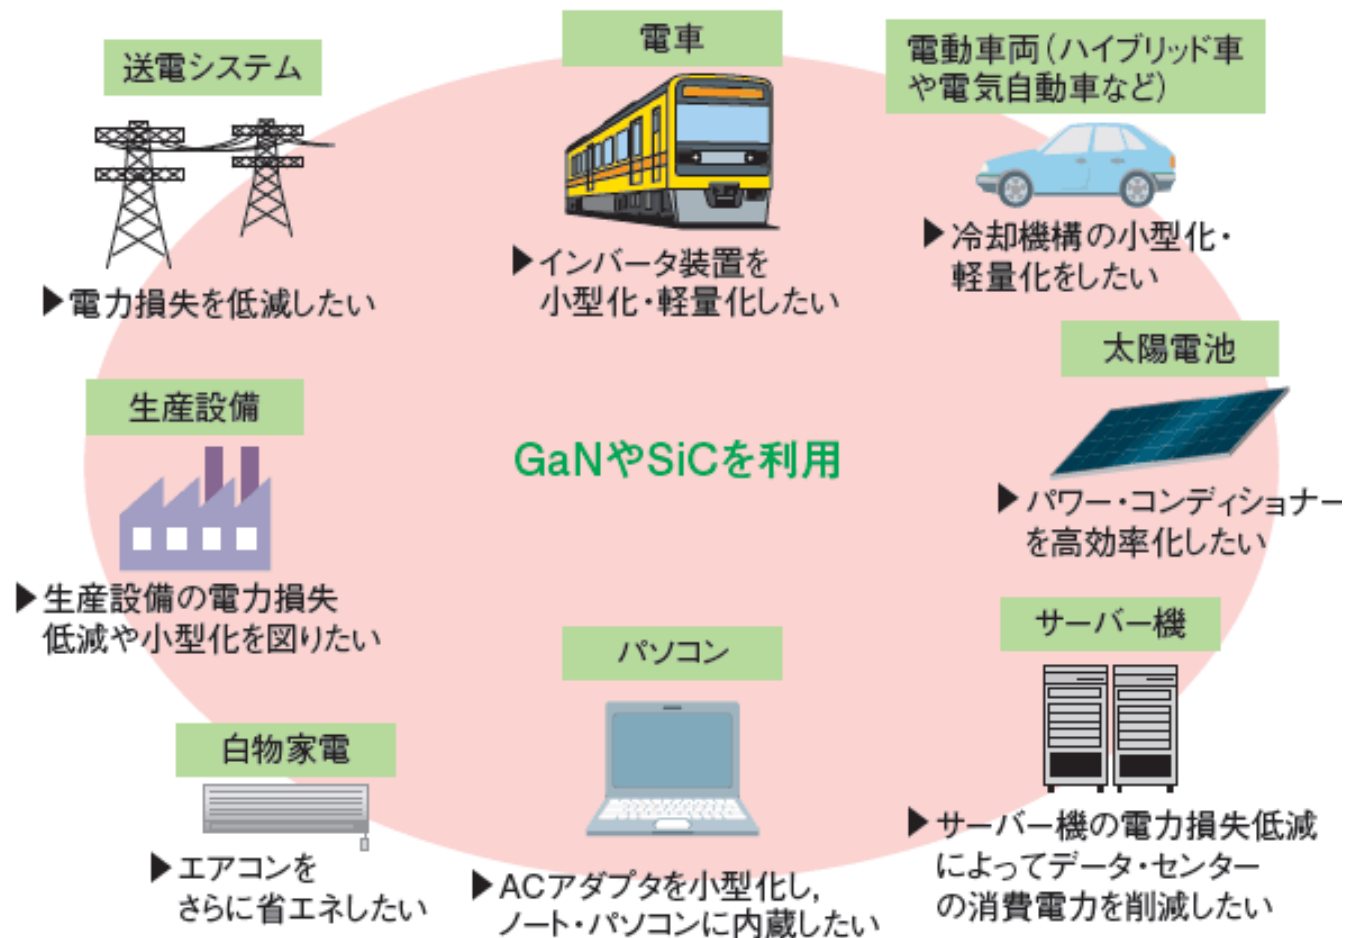 送電システム
▶電力損失を低減したい
電車
▶インバータ装置を
小型化・軽量化したい
電動車両(ハイブリッド車
や電気自動車など)
▶冷却機構の小型化・
軽量化をしたい
太陽電池
▶パワー・コンディショナー
を高効率化したい
生産設備
▶生産設備の電力損失
低減や小型化を図りたい
GaNやSiCを利用
サーバー機
▶サーバー機の電力損失低減
によってデータ・センター
の消費電力を削減したい
パソコン
▶ACアダプタを小型化し,
ノート・パソコンに内蔵したい
白物家電
▶エアコンを
さらに省エネしたい